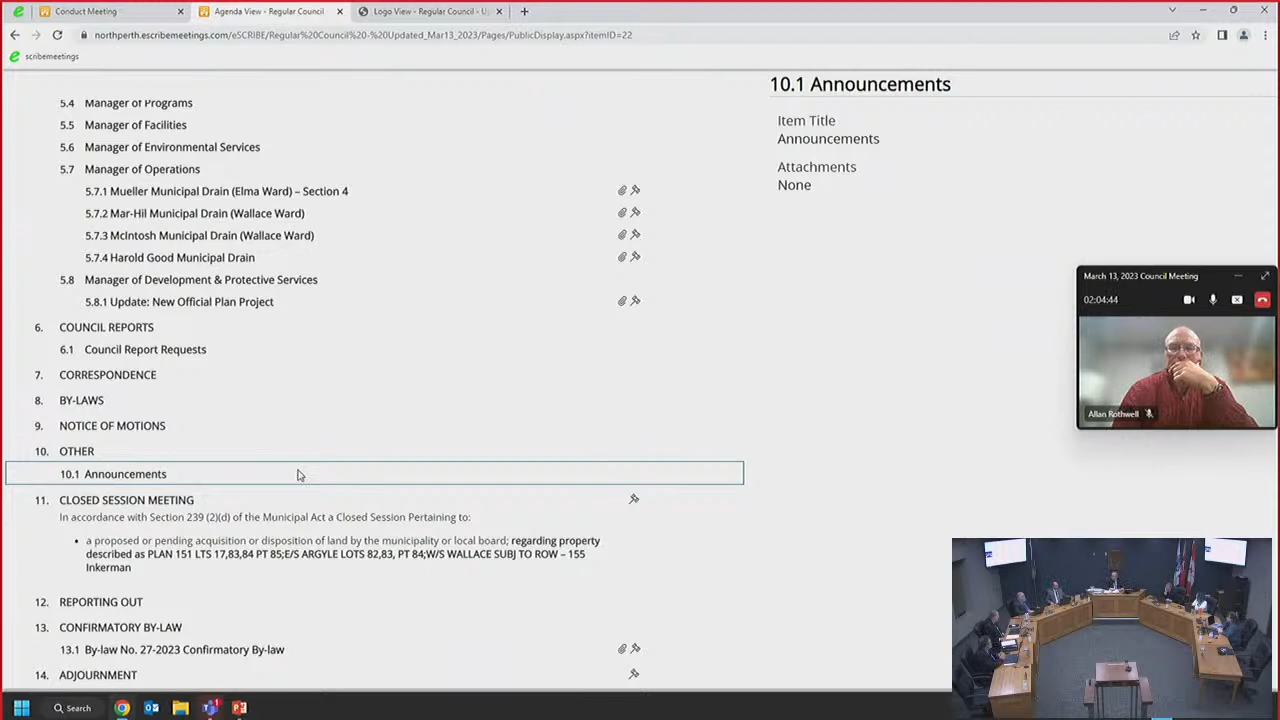 Conduct Meeting
Agenda View - Regular Council
Logo View - Regular Council - U
northperth.escribemeetings.com/eSCRIBE/Regular%20Council%20-%20Updated_Mar13_2023/Pages/PublicDisplay.aspx?itemID=22
scribemeetings
5.4 Manager of Programs
5.5 Manager of Facilities
5.6 Manager of Environmental Services
5.7 Manager of Operations
5.7.1 Mueller Municipal Drain (Elma Ward) – Section 4
5.7.2 Mar-Hil Municipal Drain (Wallace Ward)
5.7.3 McIntosh Municipal Drain (Wallace Ward)
5.7.4 Harold Good Municipal Drain
5.8 Manager of Development & Protective Services
5.8.1 Update: New Official Plan Project
6. COUNCIL REPORTS
6.1 Council Report Requests
7. CORRESPONDENCE
8. BY-LAWS
9. NOTICE OF MOTIONS
10. OTHER
10.1 Announcements
11. CLOSED SESSION MEETING
In accordance with Section 239 (2)(d) of the Municipal Act a Closed Session Pertaining to:
• a proposed or pending acquisition or disposition of land by the municipality or local board; regarding property
described as PLAN 151 LTS 17,83,84 PT 85;E/S ARGYLE LOTS 82,83, PT 84;W/S WALLACE SUBJ TO ROW – 155
Inkerman
12. REPORTING OUT
13. CONFIRMATORY BY-LAW
13.1 By-law No. 27-2023 Confirmatory By-law
14. ADJOURNMENT
10.1 Announcements
Item Title
Announcements
Attachments
None
March 13, 2023 Council Meeting
02:04:44
Allan Rothwell
Search
1